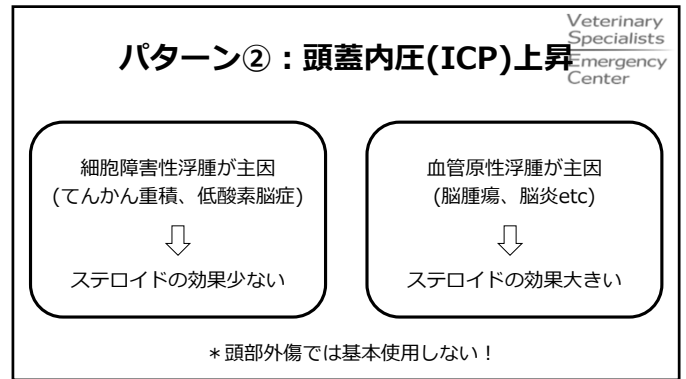 Veterinary
Specialists
Emergency
Center
パターン②：頭蓋内圧(ICP)上昇
細胞障害性浮腫が主因
(てんかん重積、低酸素脳症)
ステロイドの効果少ない
血管原性浮腫が主因
(脳腫瘍、脳炎etc)
ステロイドの効果大きい
＊頭部外傷では基本使用しない！